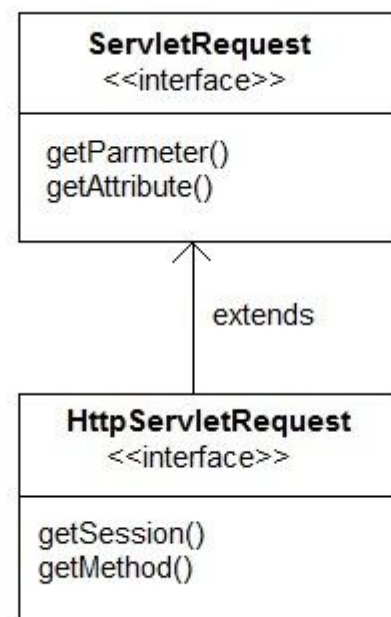 ServletRequest
<<interface>>
getParmeter()
getAttribute()
extends
HttpServletRequest
<<interface>>
getSession()
getMethod()